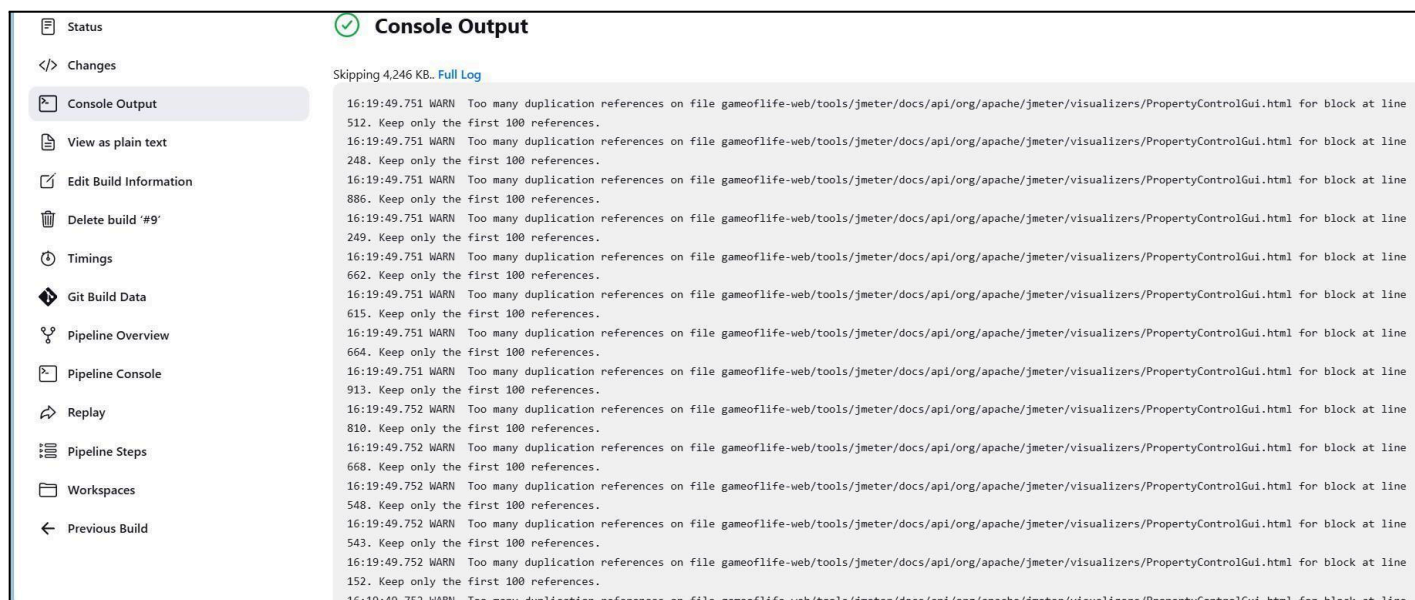 Status
Changes
Console Output
View as plain text
Edit Build Information
Delete build '#9'
Timings
Git Build Data
Pipeline Overview
Pipeline Console
Replay
Pipeline Steps
Workspaces
Previous Build
Console Output
Skipping 4,246 KB.. Full Log
16:19:49.751 WARN  Too many duplication references on file gameoflife-web/tools/jmeter/docs/api/org/apache/jmeter/visualizers/PropertyControlGui.html for block at line
512. Keep only the first 100 references.
16:19:49.751 WARN  Too many duplication references on file gameoflife-web/tools/jmeter/docs/api/org/apache/jmeter/visualizers/PropertyControlGui.html for block at line
248. Keep only the first 100 references.
16:19:49.751 WARN  Too many duplication references on file gameoflife-web/tools/jmeter/docs/api/org/apache/jmeter/visualizers/PropertyControlGui.html for block at line
886. Keep only the first 100 references.
16:19:49.751 WARN  Too many duplication references on file gameoflife-web/tools/jmeter/docs/api/org/apache/jmeter/visualizers/PropertyControlGui.html for block at line
249. Keep only the first 100 references.
16:19:49.751 WARN  Too many duplication references on file gameoflife-web/tools/jmeter/docs/api/org/apache/jmeter/visualizers/PropertyControlGui.html for block at line
662. Keep only the first 100 references.
16:19:49.751 WARN  Too many duplication references on file gameoflife-web/tools/jmeter/docs/api/org/apache/jmeter/visualizers/PropertyControlGui.html for block at line
615. Keep only the first 100 references.
16:19:49.751 WARN  Too many duplication references on file gameoflife-web/tools/jmeter/docs/api/org/apache/jmeter/visualizers/PropertyControlGui.html for block at line
664. Keep only the first 100 references.
16:19:49.751 WARN  Too many duplication references on file gameoflife-web/tools/jmeter/docs/api/org/apache/jmeter/visualizers/PropertyControlGui.html for block at line
913. Keep only the first 100 references.
16:19:49.752 WARN  Too many duplication references on file gameoflife-web/tools/jmeter/docs/api/org/apache/jmeter/visualizers/PropertyControlGui.html for block at line
810. Keep only the first 100 references.
16:19:49.752 WARN  Too many duplication references on file gameoflife-web/tools/jmeter/docs/api/org/apache/jmeter/visualizers/PropertyControlGui.html for block at line
668. Keep only the first 100 references.
16:19:49.752 WARN  Too many duplication references on file gameoflife-web/tools/jmeter/docs/api/org/apache/jmeter/visualizers/PropertyControlGui.html for block at line
548. Keep only the first 100 references.
16:19:49.752 WARN  Too many duplication references on file gameoflife-web/tools/jmeter/docs/api/org/apache/jmeter/visualizers/PropertyControlGui.html for block at line
543. Keep only the first 100 references.
16:19:49.752 WARN  Too many duplication references on file gameoflife-web/tools/jmeter/docs/api/org/apache/jmeter/visualizers/PropertyControlGui.html for block at line
152. Keep only the first 100 references.